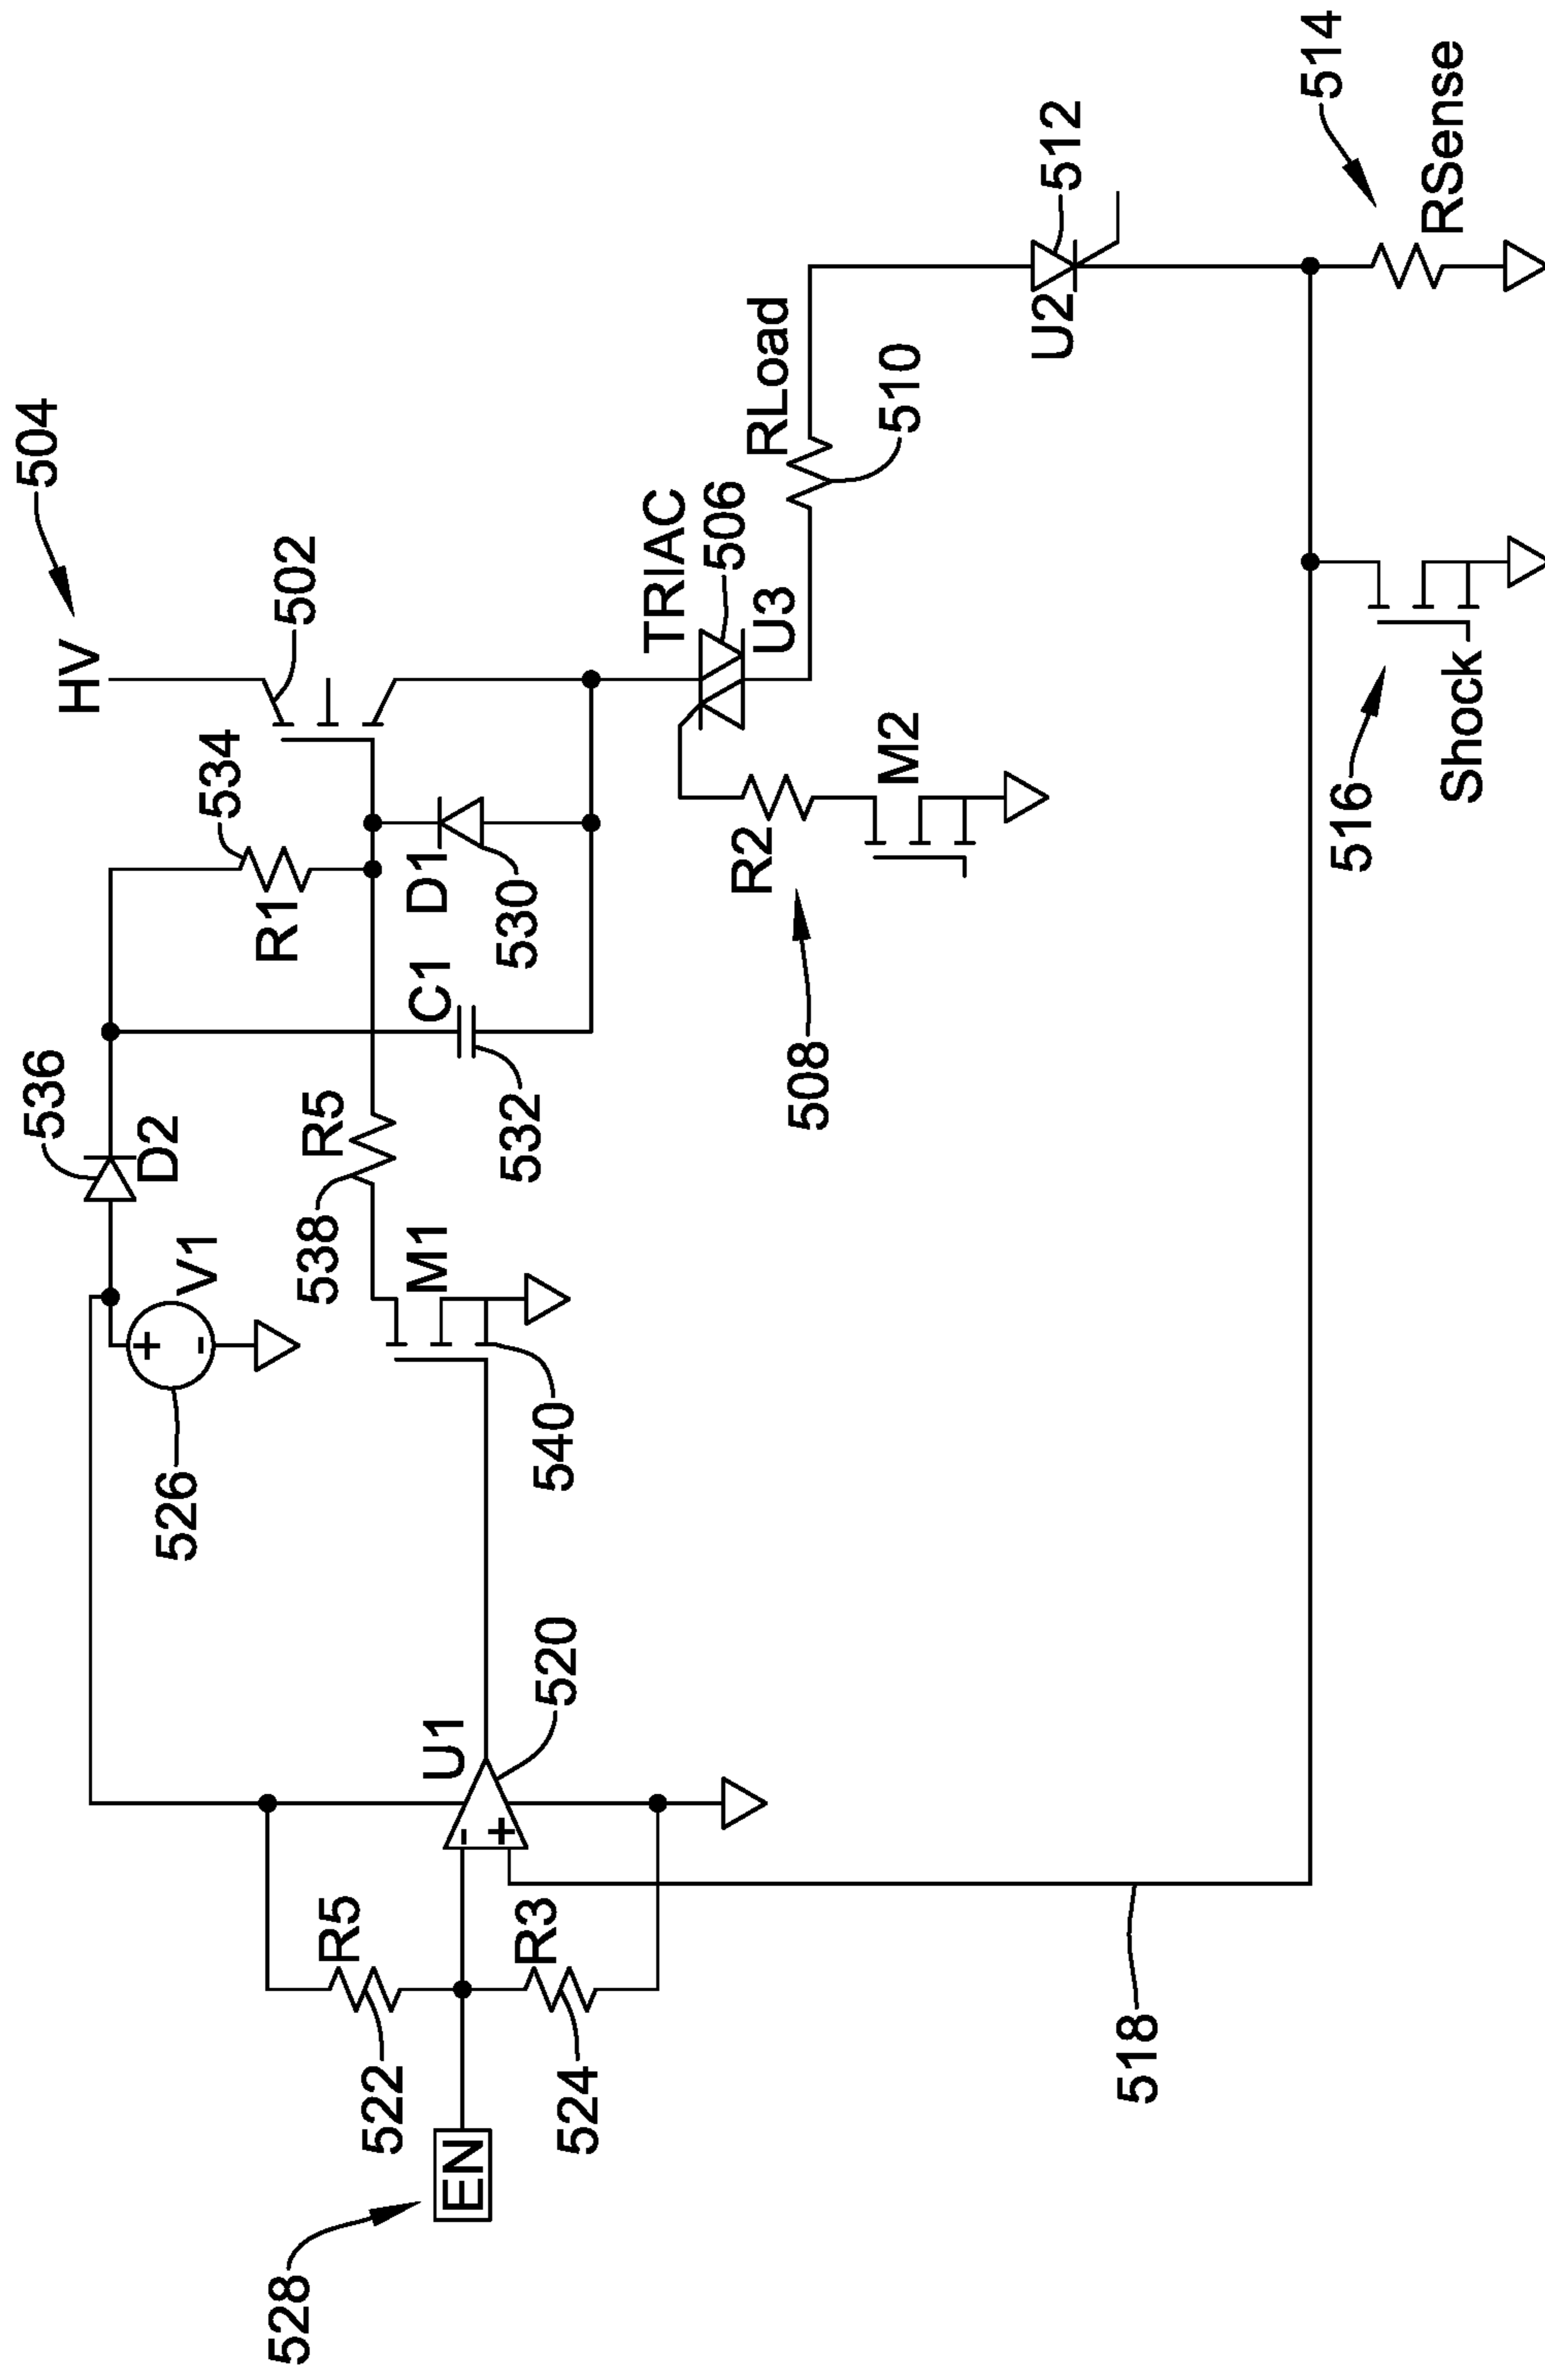 504
HV
502
534
R1
D1
530
C1
532
536
D2
V1
526
R5
538
M1
540
TRIAC
506
U3
RLoad
510
R2
M2
508
512
U2
514
RSense
516
Shock
U1
520
-
+
+
-
R5
522
R3
524
EN
528
518